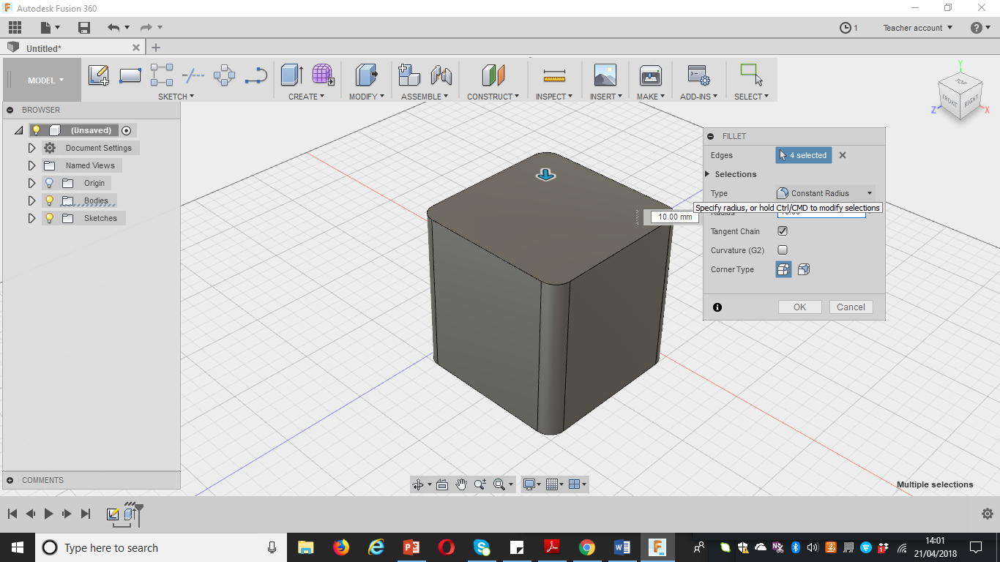 Autodesk Fusion 360
1 Teacher account
Untitled*
MODEL
SKETCH CREATE MODIFY ASSEMBLE CONSTRUCT INSPECT INSERT MAKE ADD-INS SELECT
TOP
FRONT RIGHT
Y
Z X
BROWSER
(Unsaved)
Document Settings
Named Views
Origin
Bodies
Sketches
COMMENTS
10.00 mm
FILLET
Edges 4 selected
Selections
Type Constant Radius
Specify radius, or hold Ctrl/CMD to modify selections
Tangent Chain
Curvature (G2)
Corner Type
OK Cancel
Multiple selections
Type here to search
14:01
21/04/2018